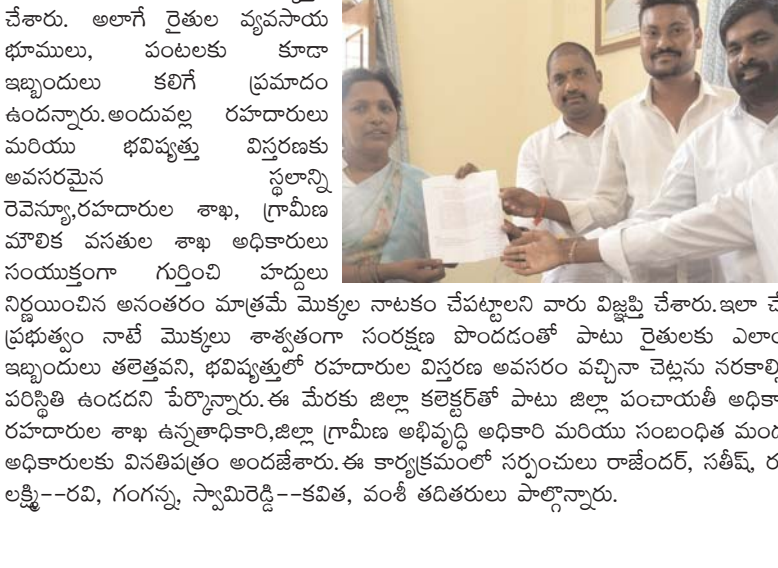 చేశారు. అలాగే రైతుల వ్యవసాయ
భూములు, పంటలకు కూడా
ఇబ్బందులు కలిగే ప్రమాదం
ఉందన్నారు.అందువల్ల రహదారులు
మరియు భవిష్యత్తు విస్తరణకు
అవసరమైన స్థలాన్ని
రెవెన్యూ,రహదారుల శాఖ, గ్రామీణ
మౌలిక వసతుల శాఖ అధికారులు
సంయుక్తంగా గుర్తించి హద్దులు
నిర్ణయించిన అనంతరం మాత్రమే మొక్కల నాటకం చేపట్టాలని వారు విజ్ఞప్తి చేశారు.ఇలా
ప్రభుత్వం నాటే మొక్కలు శాశ్వతంగా సంరక్షణ పొందడంతో పాటు రైతులకు
ఇబ్బందులు తలెత్తవని, భవిష్యత్తులో రహదారుల విస్తరణ అవసరం వచ్చినా చెట్లను
పరిస్థితి ఉండదని పేర్కొన్నారు.ఈ మేరకు జిల్లా కలెక్టర్‌తో పాటు జిల్లా పంచాయతీ
రహదారుల శాఖ ఉన్నతాధికారి,జిల్లా గ్రామీణ అభివృద్ధి అధికారి మరియు సంబంధిత
అధికారులకు వినతిపత్రం అందజేశారు.ఈ కార్యక్రమంలో సర్పంచులు రాజేందర్, సతీష్,
లక్ష్మి--రవి, గంగన్న, స్వామిరెడ్డి--కవిత, వంశీ తదితరులు పాల్గొన్నారు.